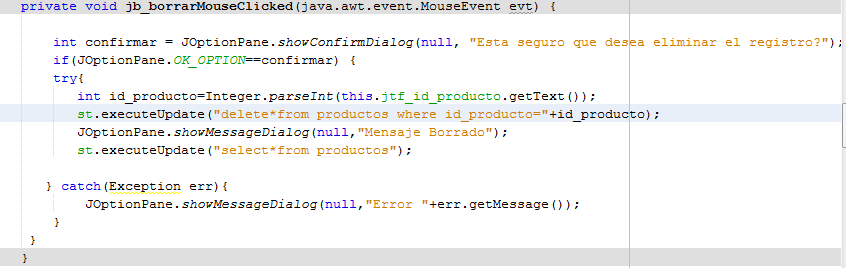 private void jb_borrarMouseClicked(java.awt.event.MouseEvent evt) {
int confirmar = JOptionPane.showConfirmDialog(null, "Esta seguro que desea eliminar el registro?");
if(JOptionPane.OK_OPTION==confirmar) {
try{
int id_producto=Integer.parseInt(this.jtf_id_producto.getText());
st.executeUpdate("delete*from productos where id_producto="+id_producto);
JOptionPane.showMessageDialog(null,"Mensaje Borrado");
st.executeUpdate("select*from productos");
} catch(Exception err){
JOptionPane.showMessageDialog(null,"Error "+err.getMessage());
}
}
}